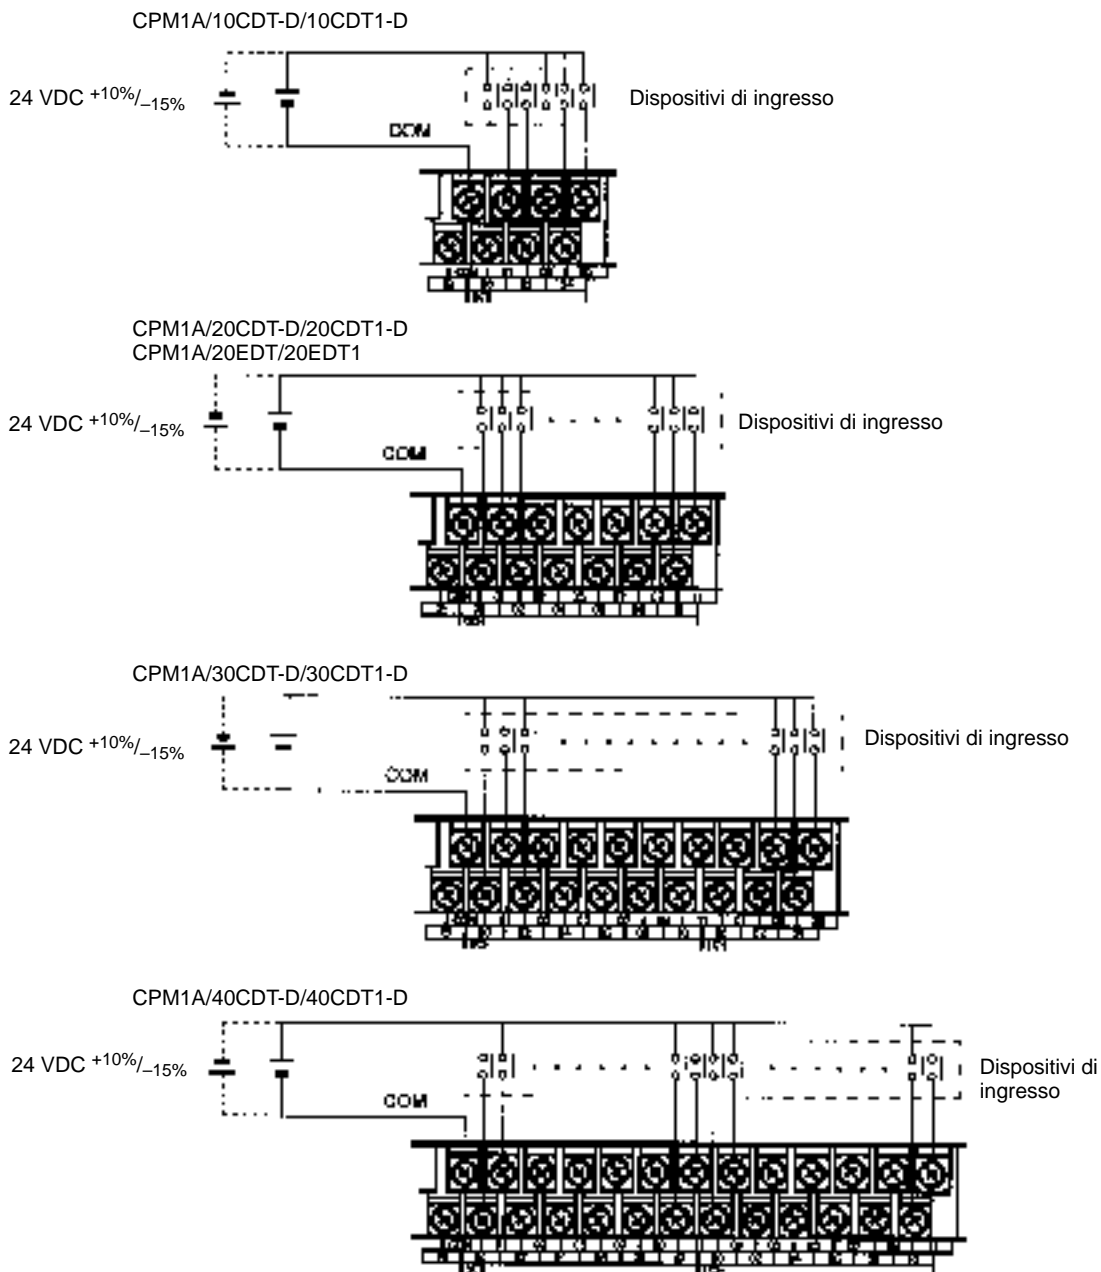 CPM1A/10CDT-D/10CDT1-D
24 VDC +10%/–15%
Dispositivi di ingresso
COM
CPM1A/20CDT-D/20CDT1-D
CPM1A/20EDT/20EDT1
24 VDC +10%/–15%
Dispositivi di ingresso
COM
CPM1A/30CDT-D/30CDT1-D
24 VDC +10%/–15%
Dispositivi di ingresso
COM
CPM1A/40CDT-D/40CDT1-D
24 VDC +10%/–15%
Dispositivi di
ingresso
COM